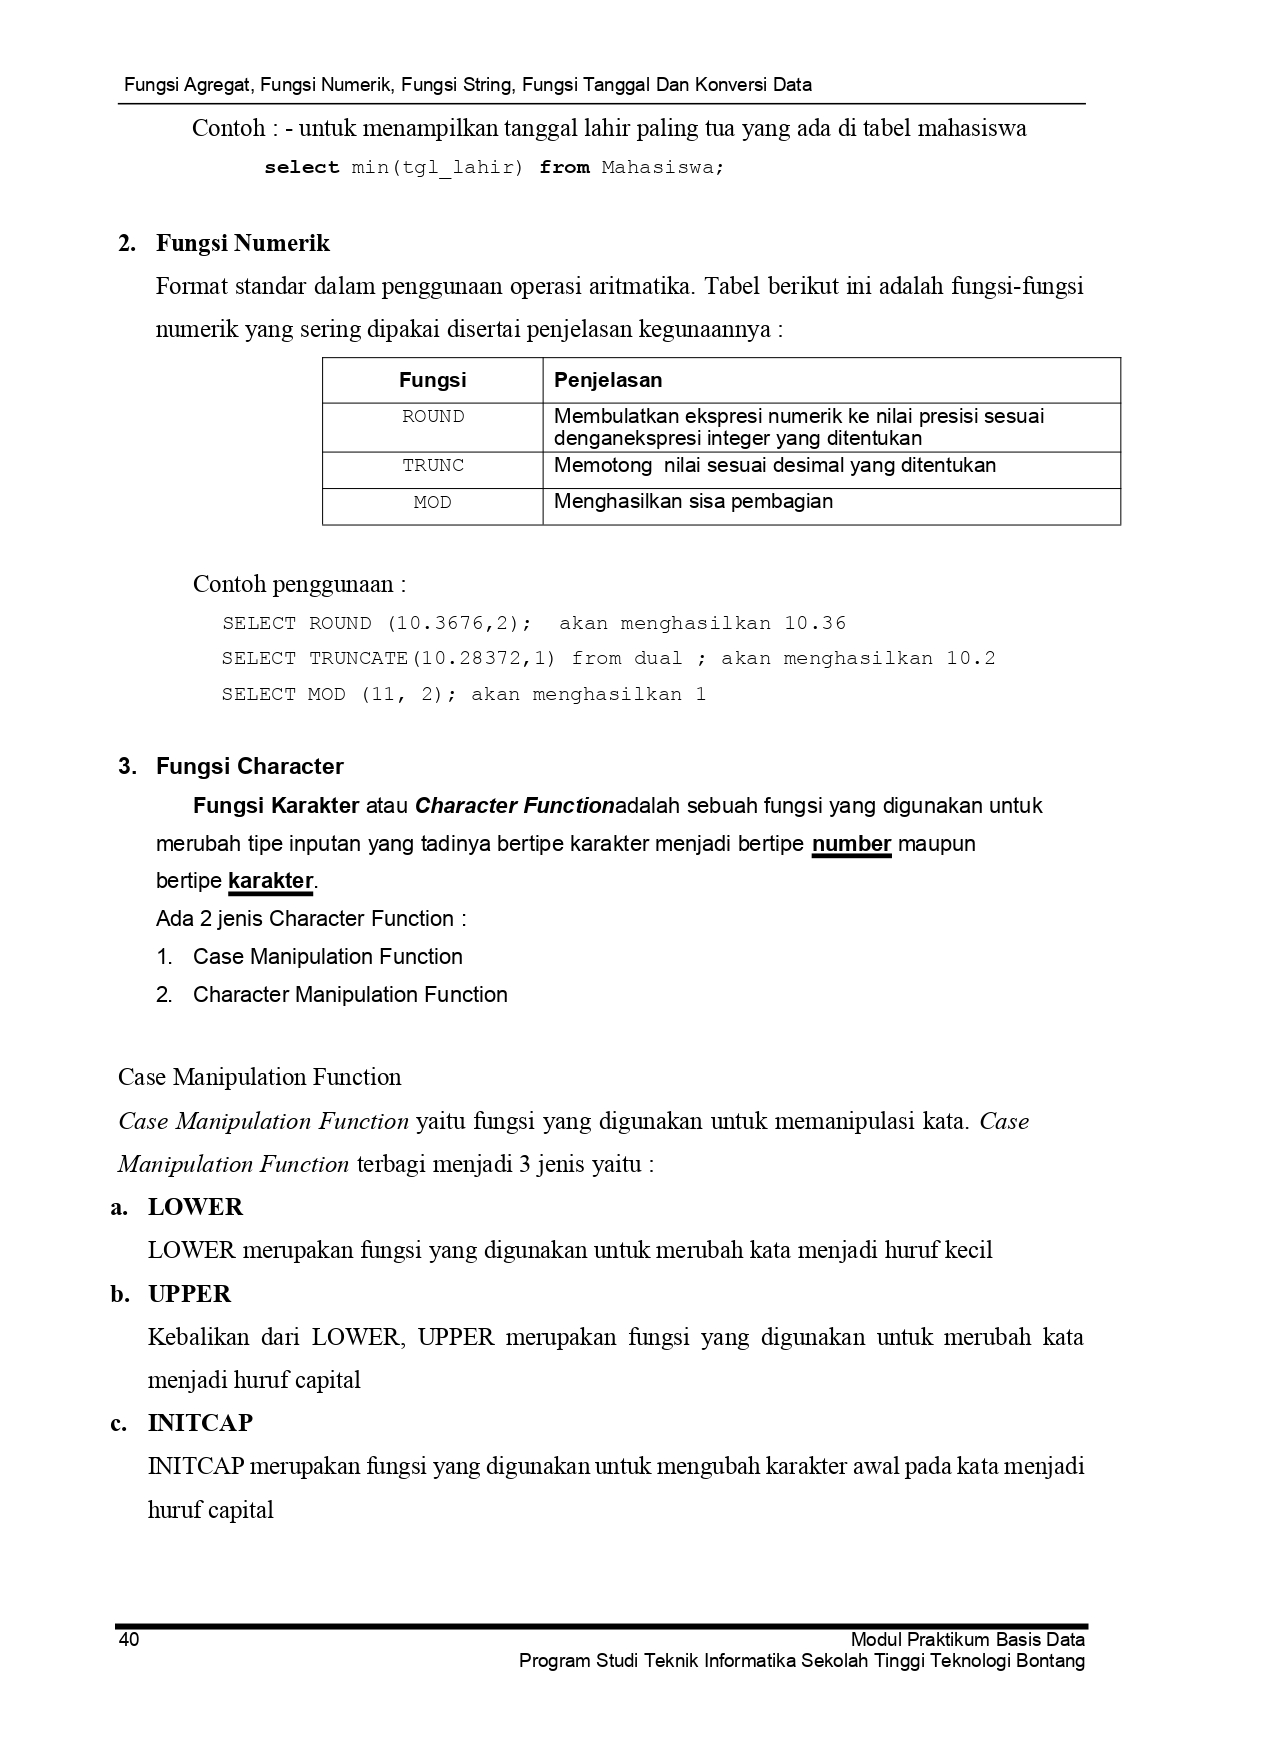 Fungsi Agregat, Fungsi Numerik, Fungsi String, Fungsi Tanggal Dan Konversi Data
Contoh : - untuk menampilkan tanggal lahir paling tua yang ada di tabel mahasiswa
select min(tgl_lahir) from Mahasiswa;
2. Fungsi Numerik
Format standar dalam penggunaan operasi aritmatika. Tabel berikut ini adalah fungsi-fungsi
numerik yang sering dipakai disertai penjelasan kegunaannya :
Fungsi Penjelasan
ROUND Membulatkan ekspresi numerik ke nilai presisi sesuai
denganekspresi integer yang ditentukan
TRUNC Memotong nilai sesuai desimal yang ditentukan
MOD Menghasilkan sisa pembagian
Contoh penggunaan :
SELECT ROUND (10.3676,2); akan menghasilkan 10.36
SELECT TRUNCATE(10.28372,1) from dual ; akan menghasilkan 10.2
SELECT MOD (11, 2); akan menghasilkan 1
3. Fungsi Character
Fungsi Karakter atau Character Functionadalah sebuah fungsi yang digunakan untuk
merubah tipe inputan yang tadinya bertipe karakter menjadi bertipe number maupun
bertipe karakter.
Ada 2 jenis Character Function :
1. Case Manipulation Function
2. Character Manipulation Function
Case Manipulation Function
Case Manipulation Function yaitu fungsi yang digunakan untuk memanipulasi kata. Case
Manipulation Function terbagi menjadi 3 jenis yaitu :
a. LOWER
LOWER merupakan fungsi yang digunakan untuk merubah kata menjadi huruf kecil
b. UPPER
Kebalikan dari LOWER, UPPER merupakan fungsi yang digunakan untuk merubah kata
menjadi huruf capital
c. INITCAP
INITCAP merupakan fungsi yang digunakan untuk mengubah karakter awal pada kata menjadi
huruf capital
40 Modul Praktikum Basis Data
Program Studi Teknik Informatika Sekolah Tinggi Teknologi Bontang